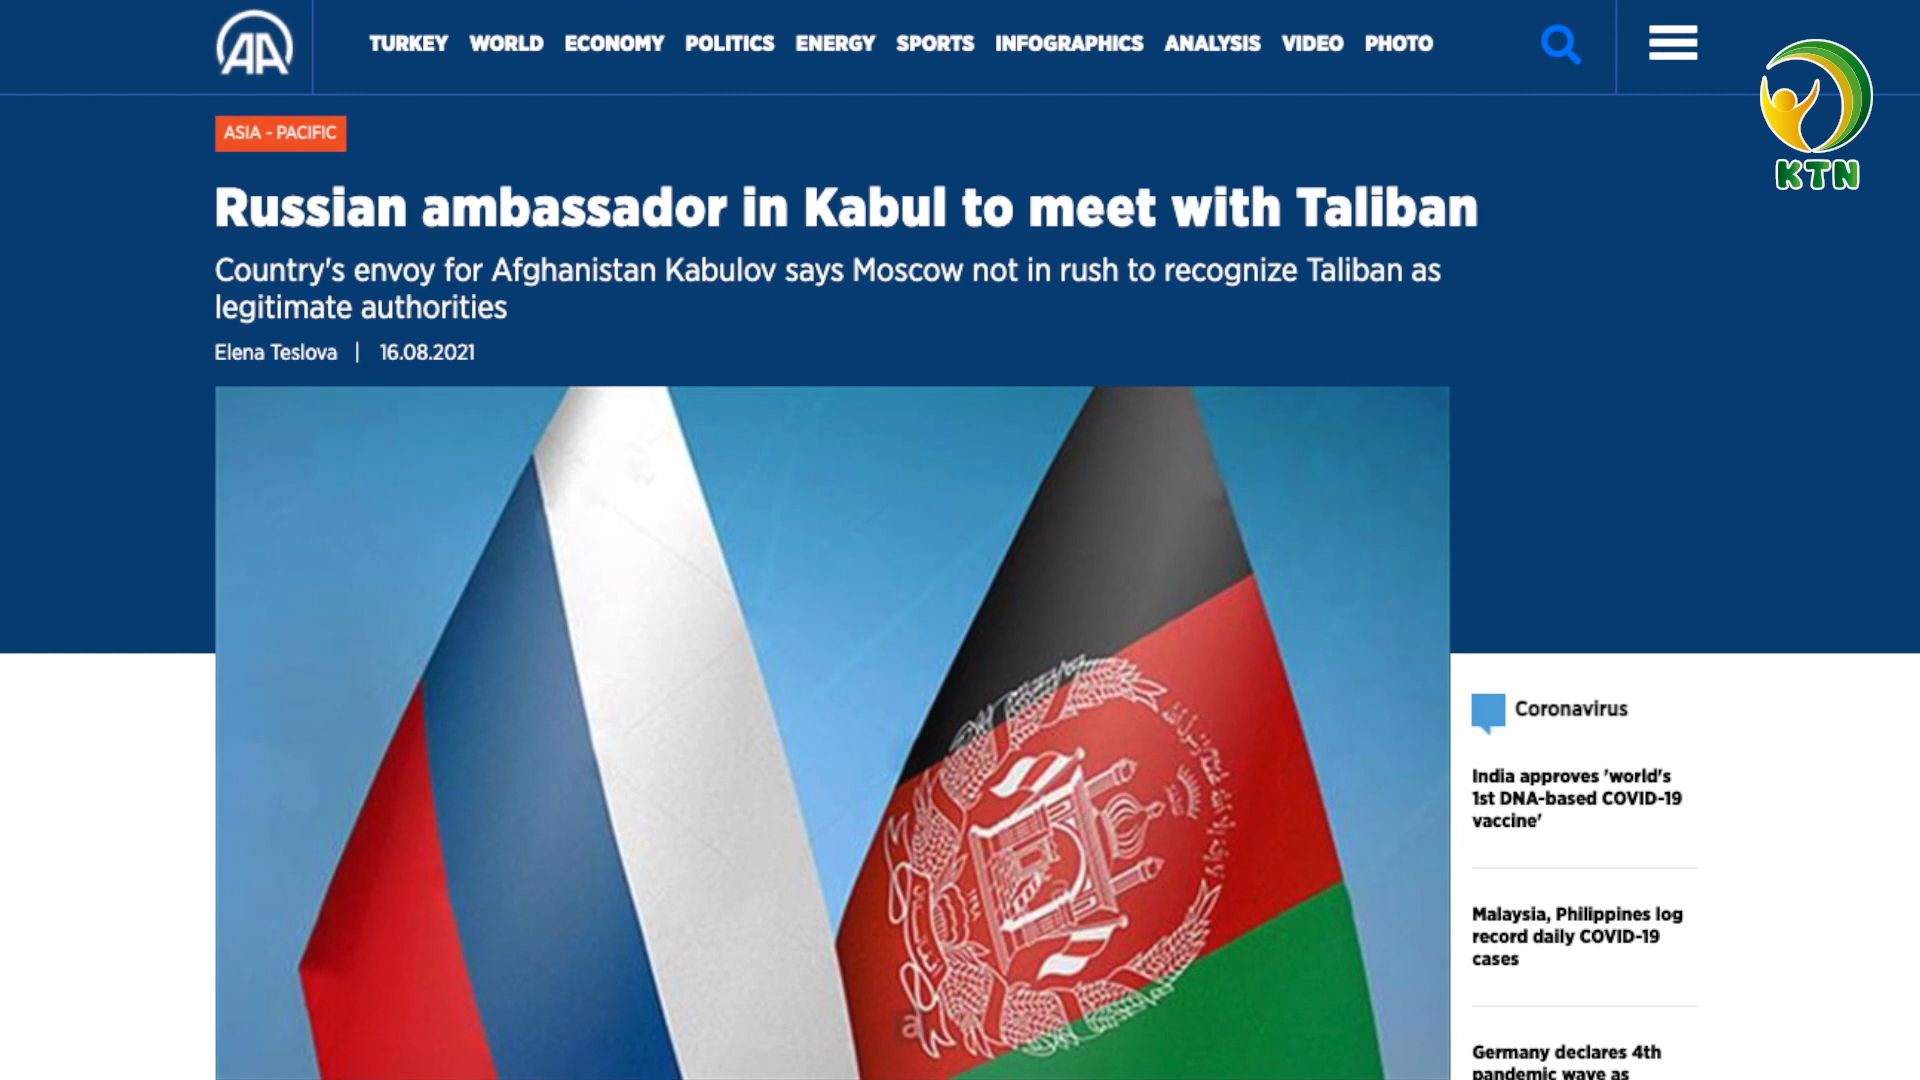 AA
TURKEY WORLD ECONOMY POLITICS ENERGY SPORTS INFOGRAPHICS ANALYSIS VIDEO PHOTO
KTN
ASIA - PACIFIC
Russian ambassador in Kabul to meet with Taliban
Country's envoy for Afghanistan Kabulov says Moscow not in rush to recognize Taliban as
legitimate authorities
Elena Teslova | 16.08.2021
Coronavirus
India approves 'world's
1st DNA-based COVID-19
vaccine'
Malaysia, Philippines log
record daily COVID-19
cases
Germany declares 4th
pandemic wave as